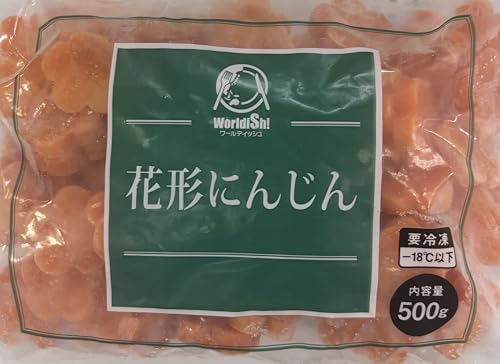 WorldiSh!
ワールディッシュ
花形にんじん
要冷凍
−18℃以下
内容量
500g